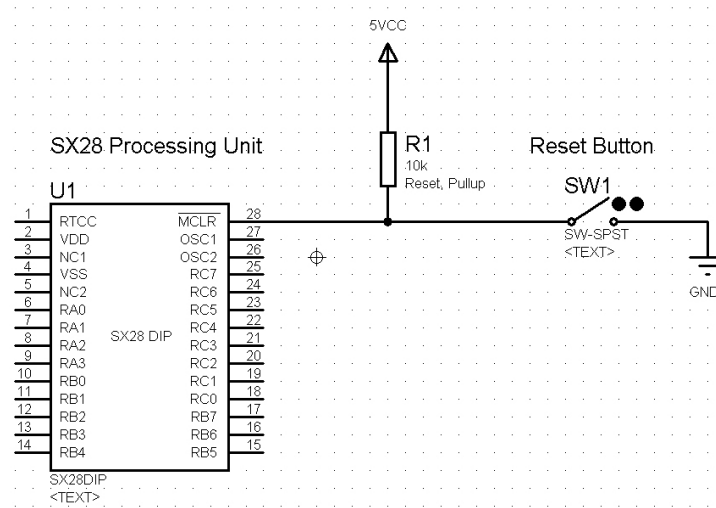 5VCC
SX28 Processing Unit
R1
10k
Reset, Pullup
Reset Button
U1
SW1
SW-SPST
<TEXT>
GND
1 RTCC MCLR 28
2 VDD OSC1 27
3 NC1 OSC2 26
4 VSS RC7 25
5 NC2 RC6 24
6 RA0 RC5 23
7 RA1 RC4 22
SX28 DIP
8 RA2 RC3 21
9 RA3 RC2 20
10 RB0 RC1 19
11 RB1 RC0 18
12 RB2 RB7 17
13 RB3 RB6 16
14 RB4 RB5 15
SX28DIP
<TEXT>